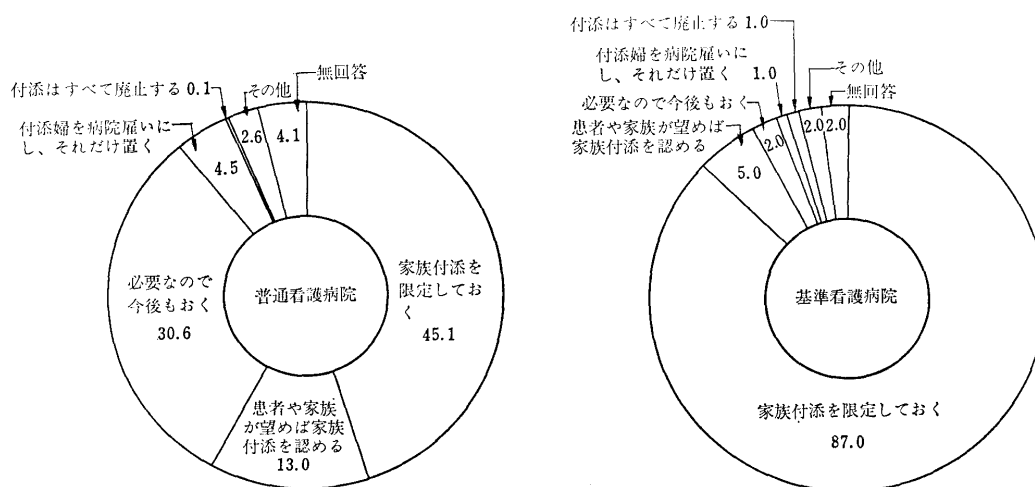 付添はすべて廃止する 0.1
その他
無回答
付添婦を病院雇いに
し、それだけ置く
4.5
2.6
4.1
必要なので
今後もおく
30.6
普通看護病院
家族付添を
限定してお
く
45.1
患者や家族
が望めば家族
付添を認める
13.0
付添はすべて廃止する 1.0
付添婦を病院雇いに
し、それだけ置く 1.0
その他
必要なので今後もおく
無回答
患者や家族が望めば
家族付添を認める
5.0
2.0
2.0
2.0
基準看護病院
家族付添を限定しておく
87.0